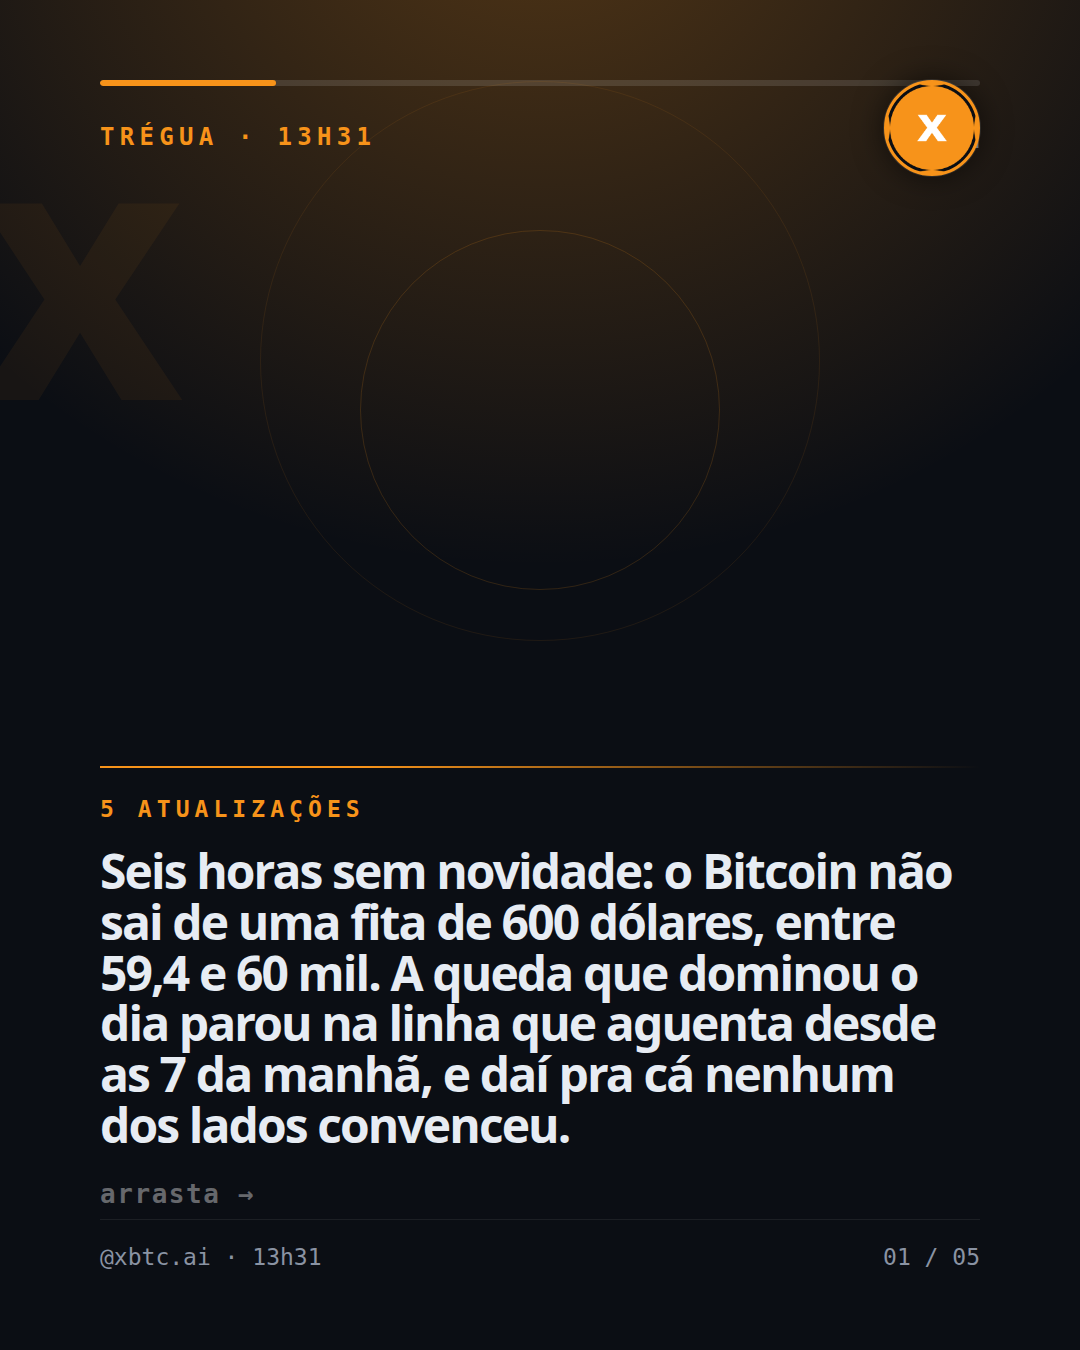 TRÉGUA · 13H31
x
x
5 ATUALIZAÇÕES
Seis horas sem novidade: o Bitcoin não
sai de uma fita de 600 dólares, entre
59,4 e 60 mil. A queda que dominou o
dia parou na linha que aguenta desde
as 7 da manhã, e daí pra cá nenhum
dos lados convenceu.
arrasta →
@xbtc.ai · 13h31
01 / 05